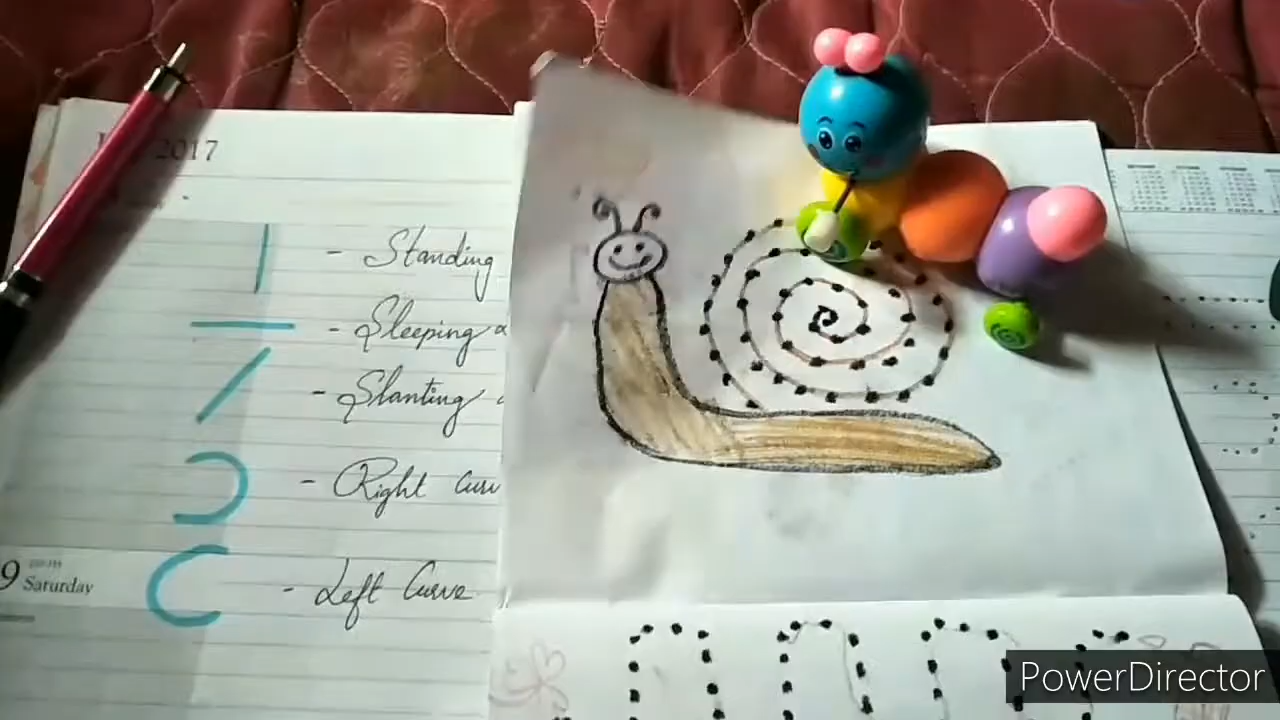 2017
- Standing
- Sleeping
- Slanting
- Right Curv
9 Saturday
- Left Curve
PowerDirector